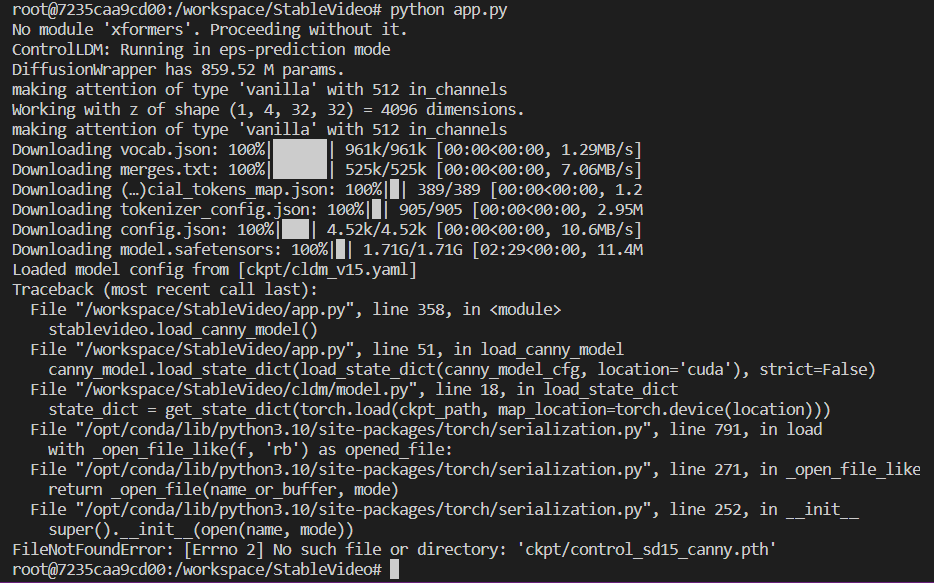 root@7235caa9cd00:/workspace/StableVideo# python app.py
No module 'xformers'. Proceeding without it.
ControlLDM: Running in eps-prediction mode
DiffusionWrapper has 859.52 M params.
making attention of type 'vanilla' with 512 in_channels
Working with z of shape (1, 4, 32, 32) = 4096 dimensions.
making attention of type 'vanilla' with 512 in_channels
Downloading vocab.json: 100%|█████| 961k/961k [00:00<00:00, 1.29MB/s]
Downloading merges.txt: 100%|█████| 525k/525k [00:00<00:00, 7.06MB/s]
Downloading (…)cial_tokens_map.json: 100%|█| 389/389 [00:00<00:00, 1.2
Downloading tokenizer_config.json: 100%|█| 905/905 [00:00<00:00, 2.95M
Downloading config.json: 100%|███| 4.52k/4.52k [00:00<00:00, 10.6MB/s]
Downloading model.safetensors: 100%|█| 1.71G/1.71G [02:29<00:00, 11.4M
Loaded model config from [ckpt/cldm_v15.yaml]
Traceback (most recent call last):
  File "/workspace/StableVideo/app.py", line 358, in <module>
    stablevideo.load_canny_model()
  File "/workspace/StableVideo/app.py", line 51, in load_canny_model
    canny_model.load_state_dict(load_state_dict(canny_model_cfg, location='cuda'), strict=False)
  File "/workspace/StableVideo/cldm/model.py", line 18, in load_state_dict
    state_dict = get_state_dict(torch.load(ckpt_path, map_location=torch.device(location)))
  File "/opt/conda/lib/python3.10/site-packages/torch/serialization.py", line 791, in load
    with _open_file_like(f, 'rb') as opened_file:
  File "/opt/conda/lib/python3.10/site-packages/torch/serialization.py", line 271, in _open_file_like
    return _open_file(name_or_buffer, mode)
  File "/opt/conda/lib/python3.10/site-packages/torch/serialization.py", line 252, in __init__
    super().__init__(open(name, mode))
FileNotFoundError: [Errno 2] No such file or directory: 'ckpt/control_sd15_canny.pth'
root@7235caa9cd00:/workspace/StableVideo#